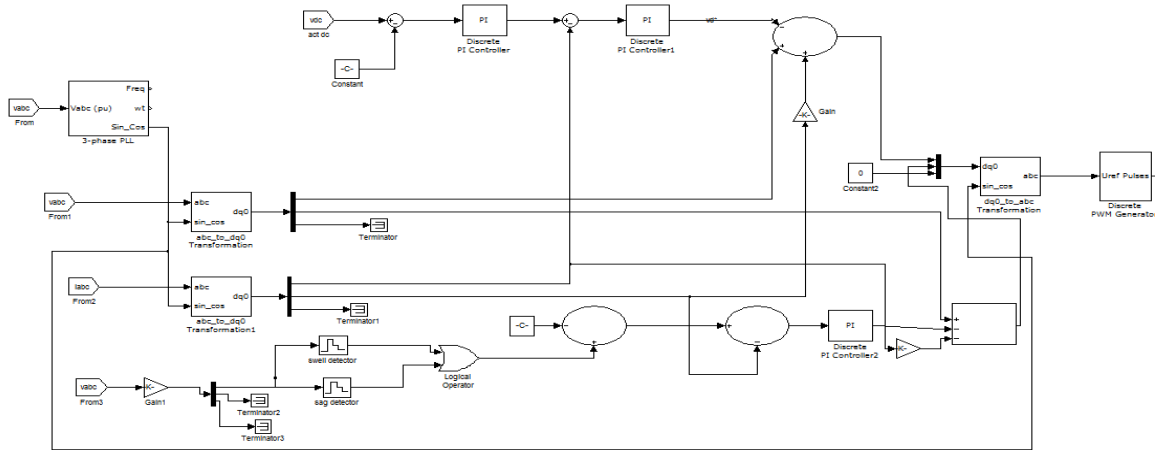 vdc
act dc
PI
Discrete
PI Controller
PI
Discrete
PI Controller1
vd*
-C-
Constant
vabc
From
Vabc (pu)
Freq
wt
Sin_Cos
3-phase PLL
-K-
Gain
0
Constant2
dq0
sin_cos
abc
dq0_to_abc
Transformation
Uref Pulses
Discrete
PWM Generator
vabc
From1
abc
sin_cos
dq0
abc_to_dq0
Transformation
Terminator
Iabc
From2
abc
sin_cos
dq0
abc_to_dq0
Transformation1
Terminator1
-C-
PI
Discrete
PI Controller2
-K-
swell detector
Logical
Operator
vabc
From3
-K-
Gain1
sag detector
Terminator2
Terminator3